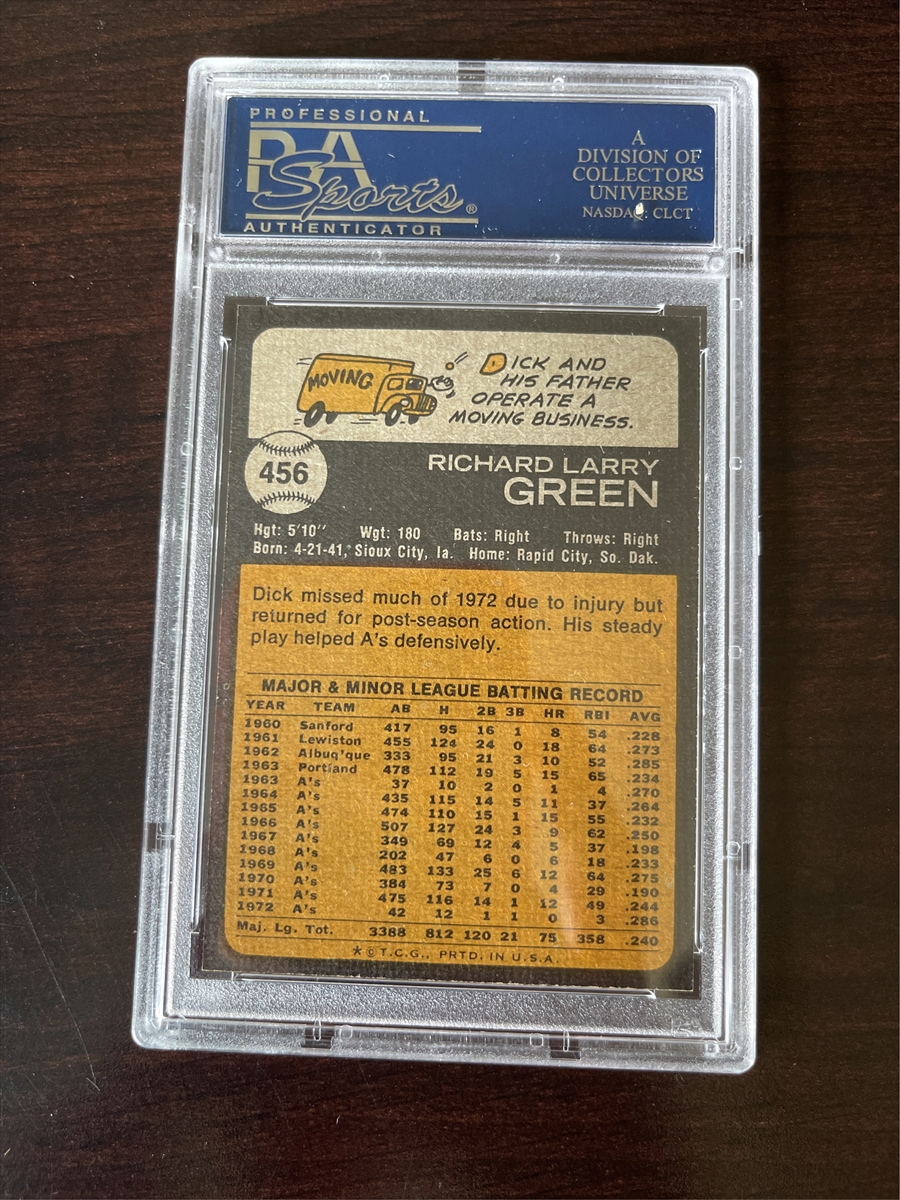 PROFESSIONAL
PSA
Sports®
AUTHENTICATOR
A
DIVISION OF
COLLECTORS
UNIVERSE
NASDAQ: CLCT
MOVING
DICK AND
HIS FATHER
OPERATE A
MOVING BUSINESS.
456
RICHARD LARRY
GREEN
Hgt: 5'10" Wgt: 180 Bats: Right Throws: Right
Born: 4-21-41, Sioux City, Ia. Home: Rapid City, So. Dak.
Dick missed much of 1972 due to injury but
returned for post-season action. His steady
play helped A's defensively.
MAJOR & MINOR LEAGUE BATTING RECORD
YEAR TEAM AB H 2B 3B HR RBI AVG
1960 Sanford 417 95 16 1 8 54 .228
1961 Lewiston 455 124 24 0 18 64 .273
1962 Albuq'que 333 95 21 3 10 52 .285
1963 Portland 478 112 19 5 15 65 .234
1963 A's 37 10 2 0 1 4 .270
1964 A's 435 115 14 5 11 37 .264
1965 A's 474 110 15 1 15 55 .232
1966 A's 507 127 24 3 9 62 .250
1967 A's 349 69 12 4 5 37 .198
1968 A's 202 47 6 0 6 18 .233
1969 A's 483 133 25 6 12 64 .275
1970 A's 384 73 7 0 4 29 .190
1971 A's 475 116 14 1 12 49 .244
1972 A's 42 12 1 1 0 3 .286
Maj. Lg. Tot. 3388 812 120 21 75 358 .240
* © T.C.G., PRTD. IN U.S.A.